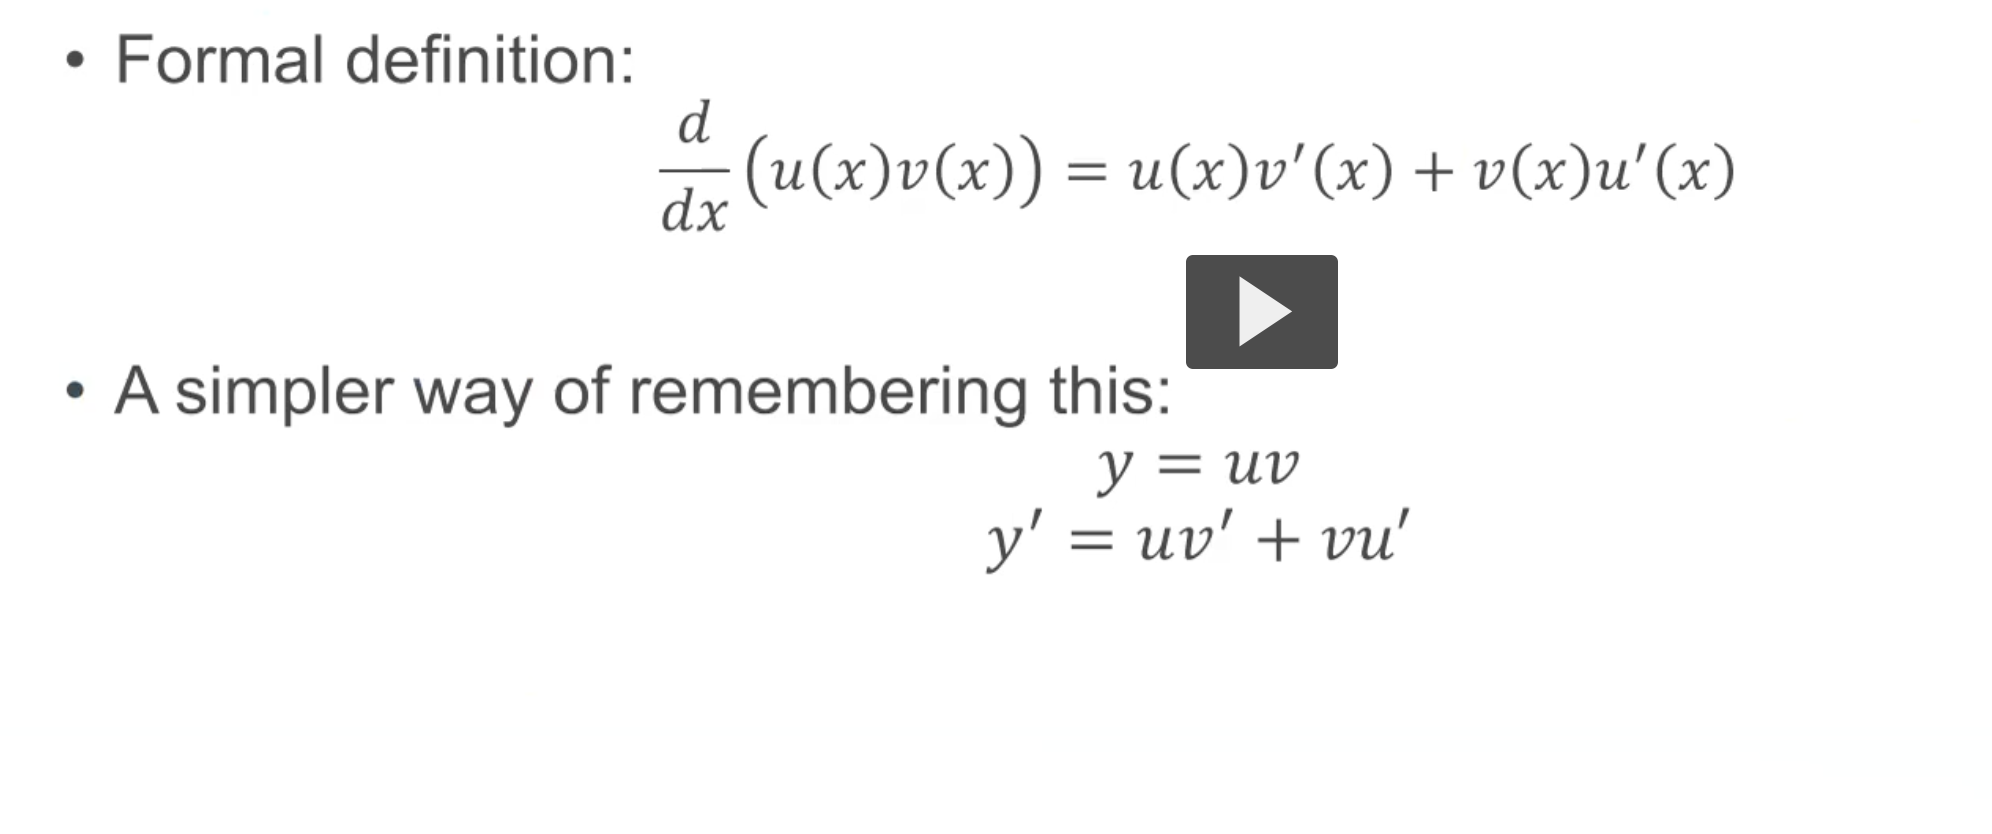 • Formal definition:
d/dx (u(x)v(x)) = u(x)v′(x) + v(x)u′(x)
• A simpler way of remembering this:
y = uv
y′ = uv′ + vu′